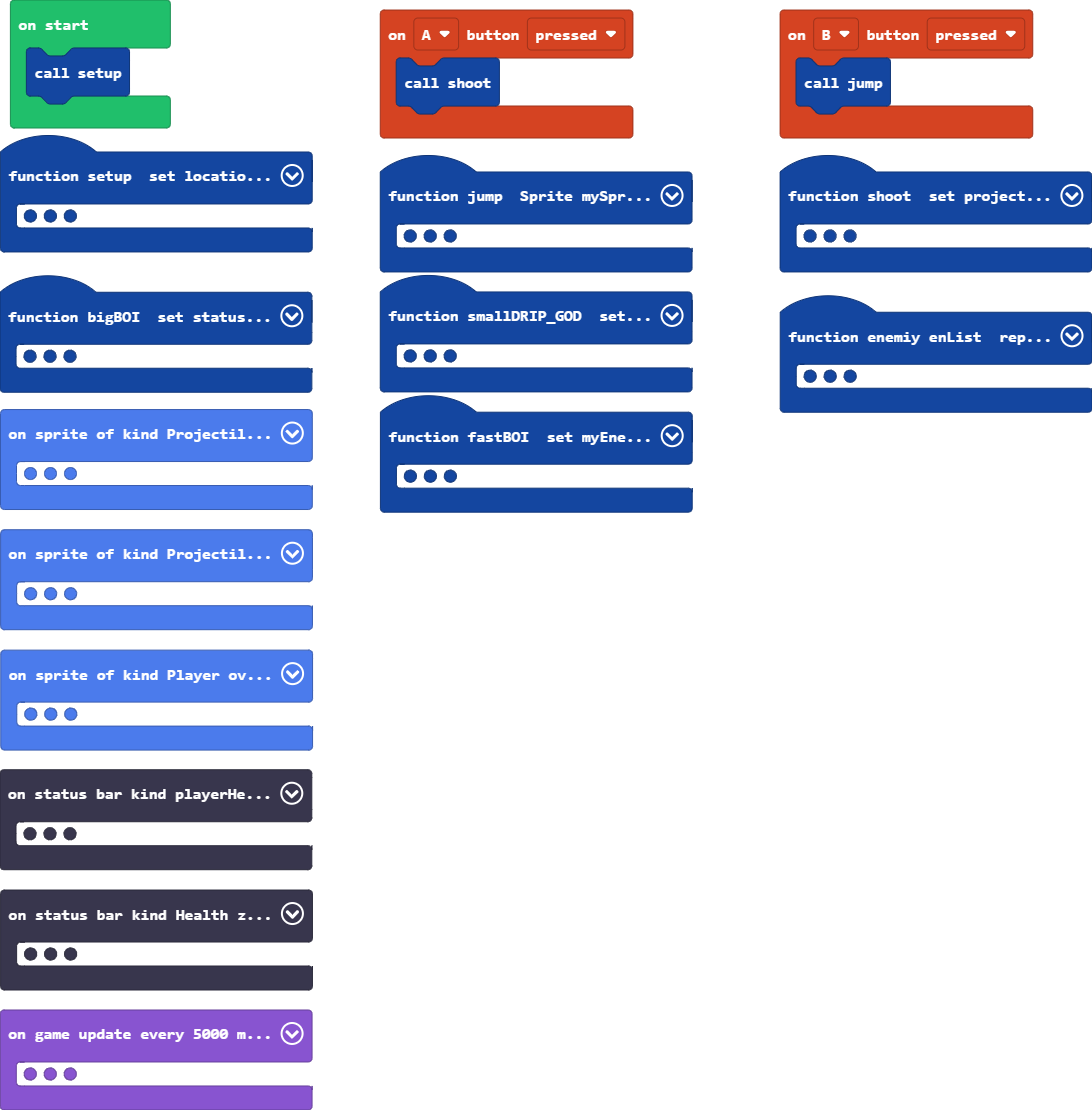 on start
call setup
on A button pressed
call shoot
on B button pressed
call jump
function setup set locatio...
function jump Sprite mySpr...
function shoot set project...
function bigBOI set status...
function smallDRIP_GOD set...
function enemiy enList rep...
on sprite of kind Projectil...
function fastBOI set myEne...
on sprite of kind Projectil...
on sprite of kind Player ov...
on status bar kind playerHe...
on status bar kind Health z...
on game update every 5000 m...